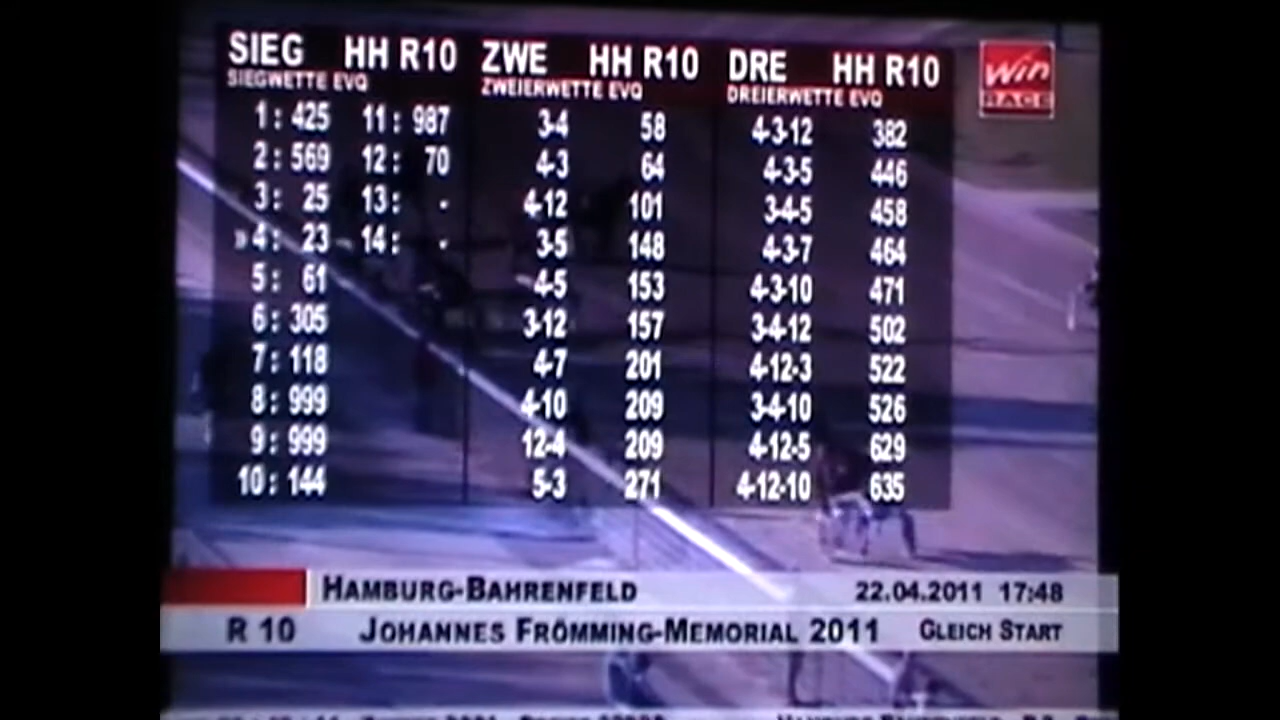 SIEG HH R10
SIEGWETTE EVQ
1: 425 11: 987
2: 569 12: 70
3: 25 13: -
»4: 23 14: -
5: 61
6: 305
7: 118
8: 999
9: 999
10: 144
ZWE HH R10
ZWEIERWETTE EVQ
3-4 58
4-3 64
4-12 101
3-5 148
4-5 153
3-12 157
4-7 201
4-10 209
12-4 209
5-3 271
DRE HH R10
DREIERWETTE EVQ
4-3-12 382
4-3-5 446
3-4-5 458
4-3-7 464
4-3-10 471
3-4-12 502
4-12-3 522
3-4-10 526
4-12-5 629
4-12-10 635
Win
RACE
HAMBURG-BAHRENFELD 22.04.2011 17:48
R 10 JOHANNES FRÖMMING-MEMORIAL 2011 GLEICH START